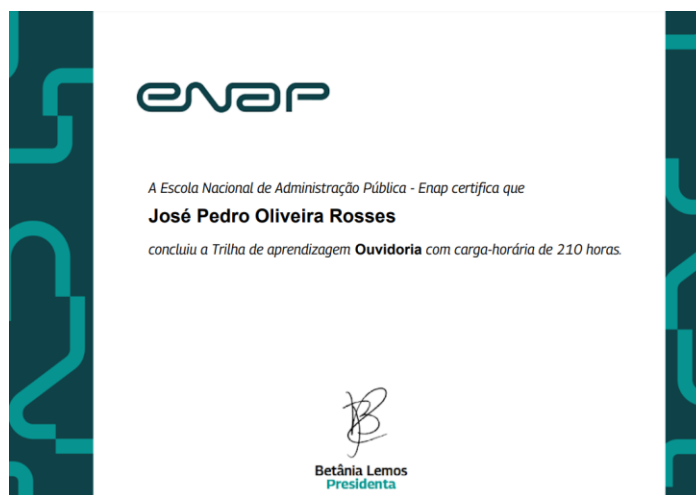 enap
A Escola Nacional de Administração Pública - Enap certifica que
José Pedro Oliveira Rosses
concluiu a Trilha de aprendizagem Ouvidoria com carga-horária de 210 horas.
Betânia Lemos
Presidenta